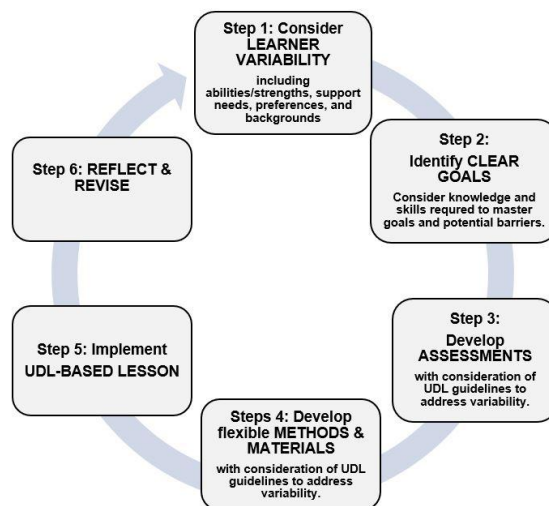 Step 1: Consider
LEARNER
VARIABILITY
including
abilities/strengths, support
needs, preferences, and
backgrounds
Step 2:
Identify CLEAR
GOALS
Consider knowledge and
skills requred to master
goals and potential barriers.
Step 3:
Develop
ASSESSMENTS
with consideration of
UDL guidelines to
address variability.
Steps 4: Develop
flexible METHODS &
MATERIALS
with consideration of UDL
guidelines to address
variability.
Step 5: Implement
UDL-BASED LESSON
Step 6: REFLECT &
REVISE